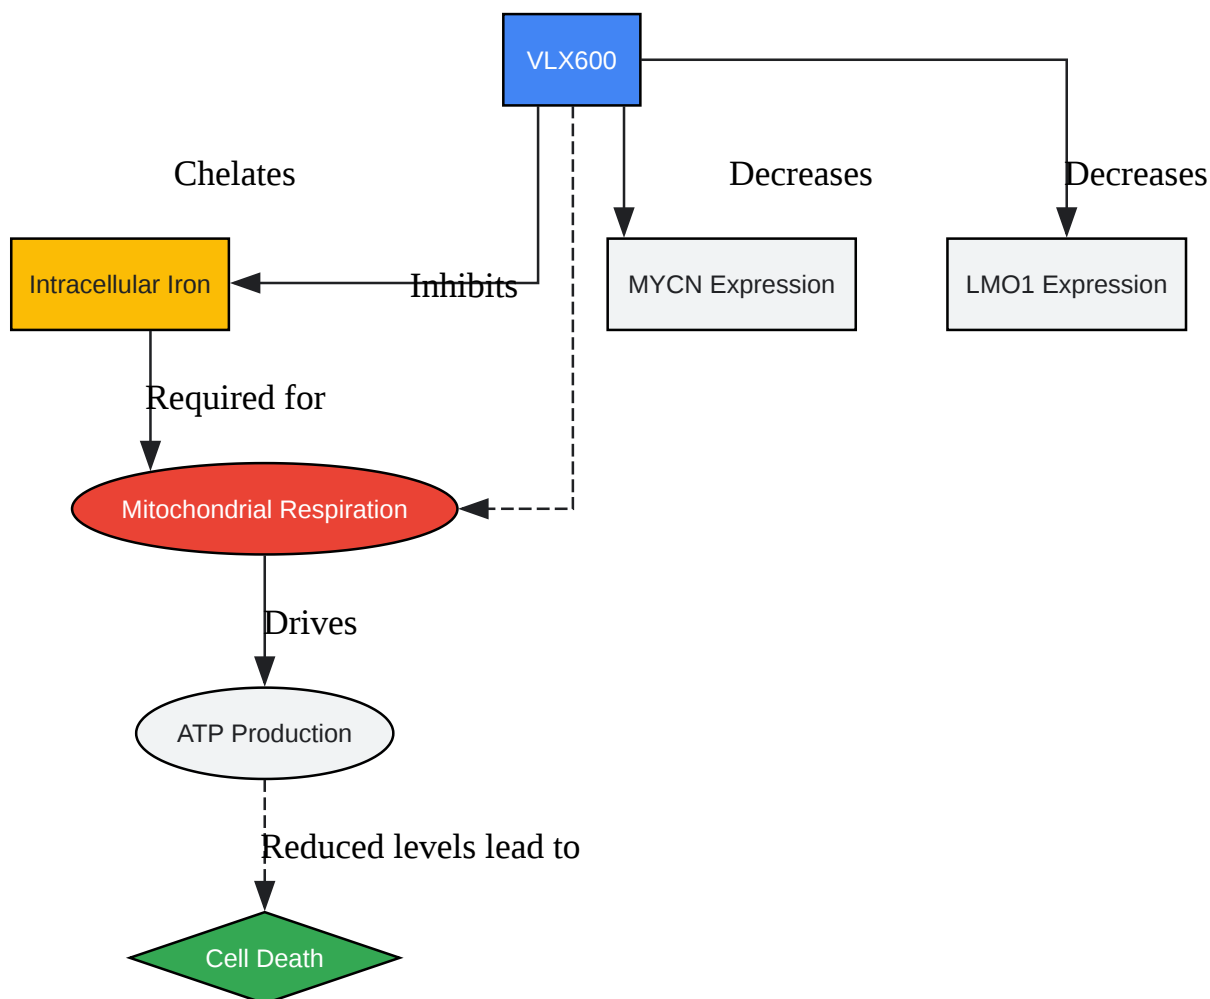 VLX600
Chelates
Decreases
Decreases
Intracellular Iron
Inhibits
MYCN Expression
LMO1 Expression
Required for
Mitochondrial Respiration
Drives
ATP Production
Reduced levels lead to
Cell Death